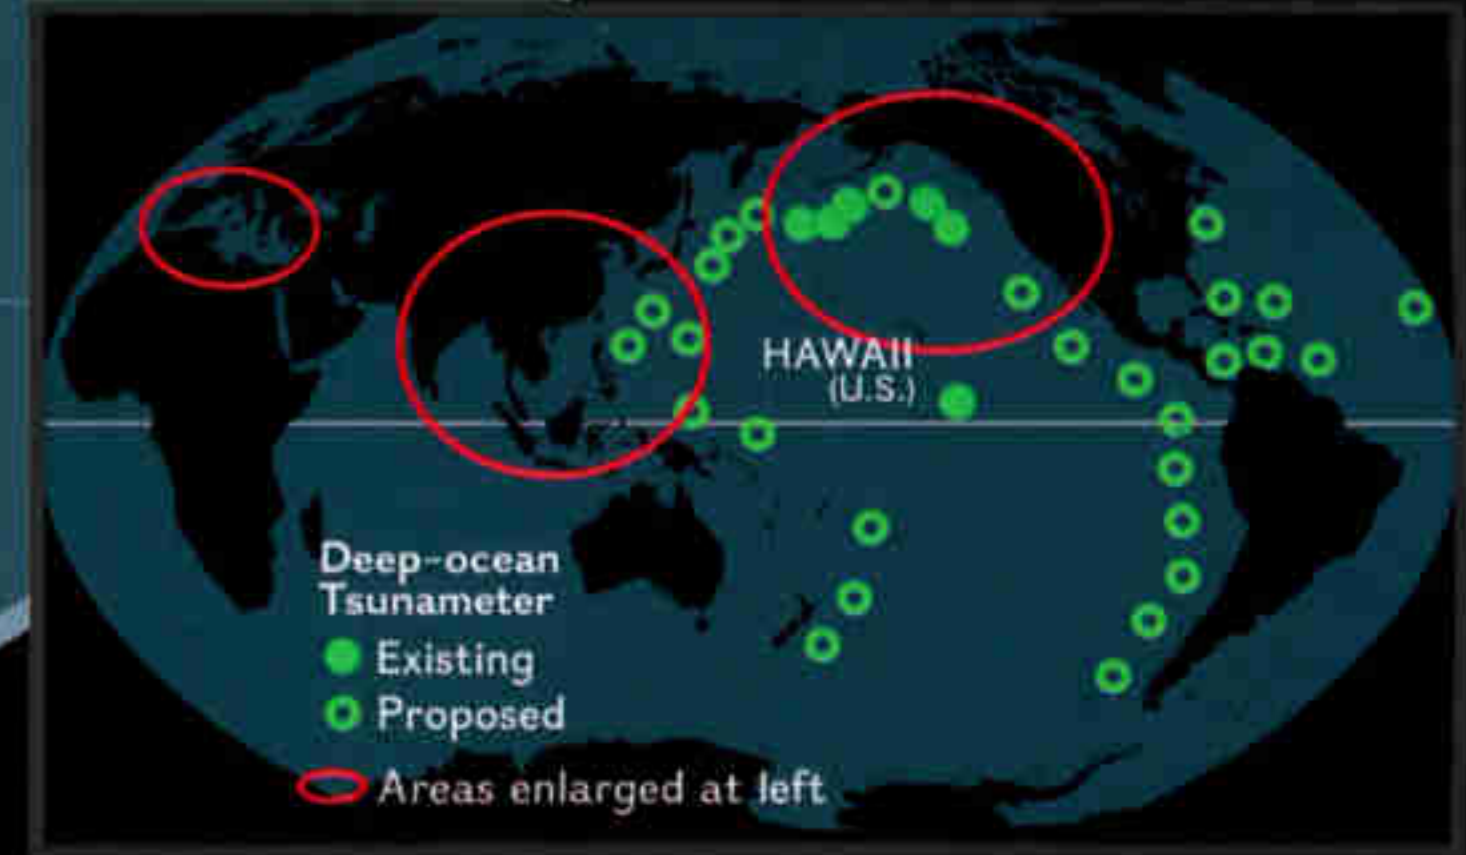 HAWAII
(U.S.)
Deep-ocean
Tsunameter
Existing
Proposed
Areas enlarged at left